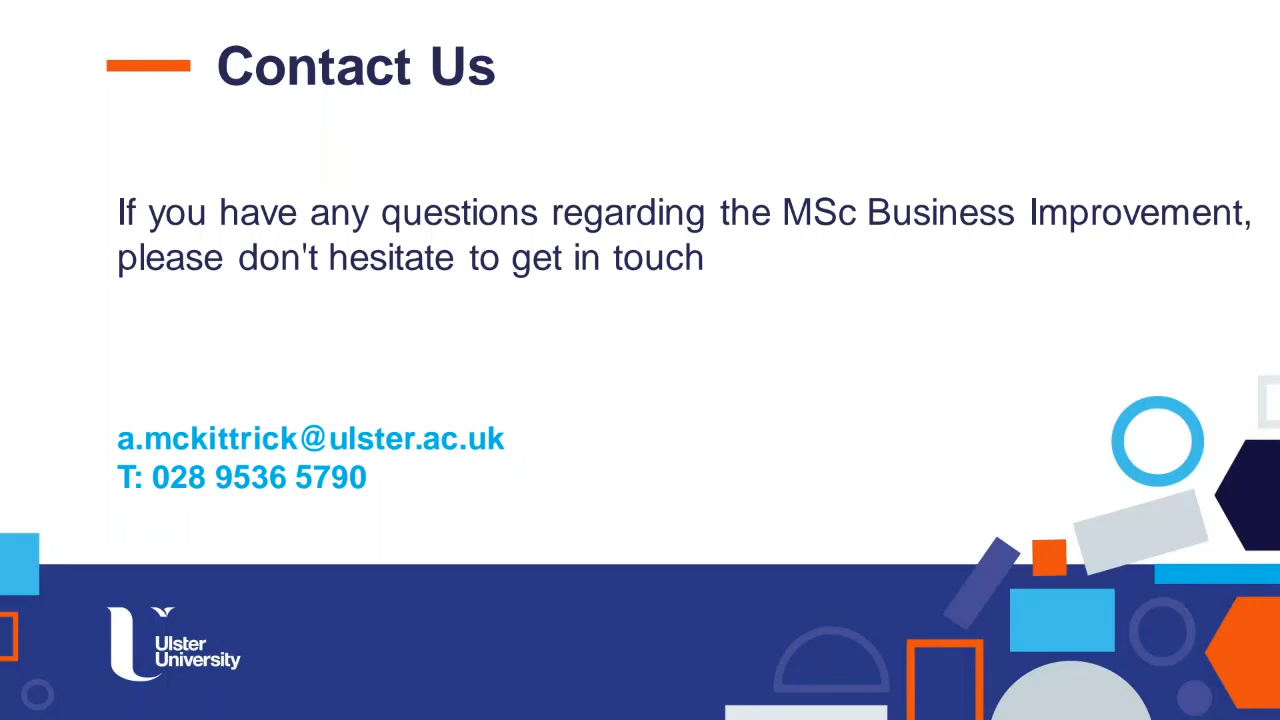 Contact Us
If you have any questions regarding the MSc Business Improvement,
please don't hesitate to get in touch
a.mckittrick@ulster.ac.uk
T: 028 9536 5790
Ulster
University